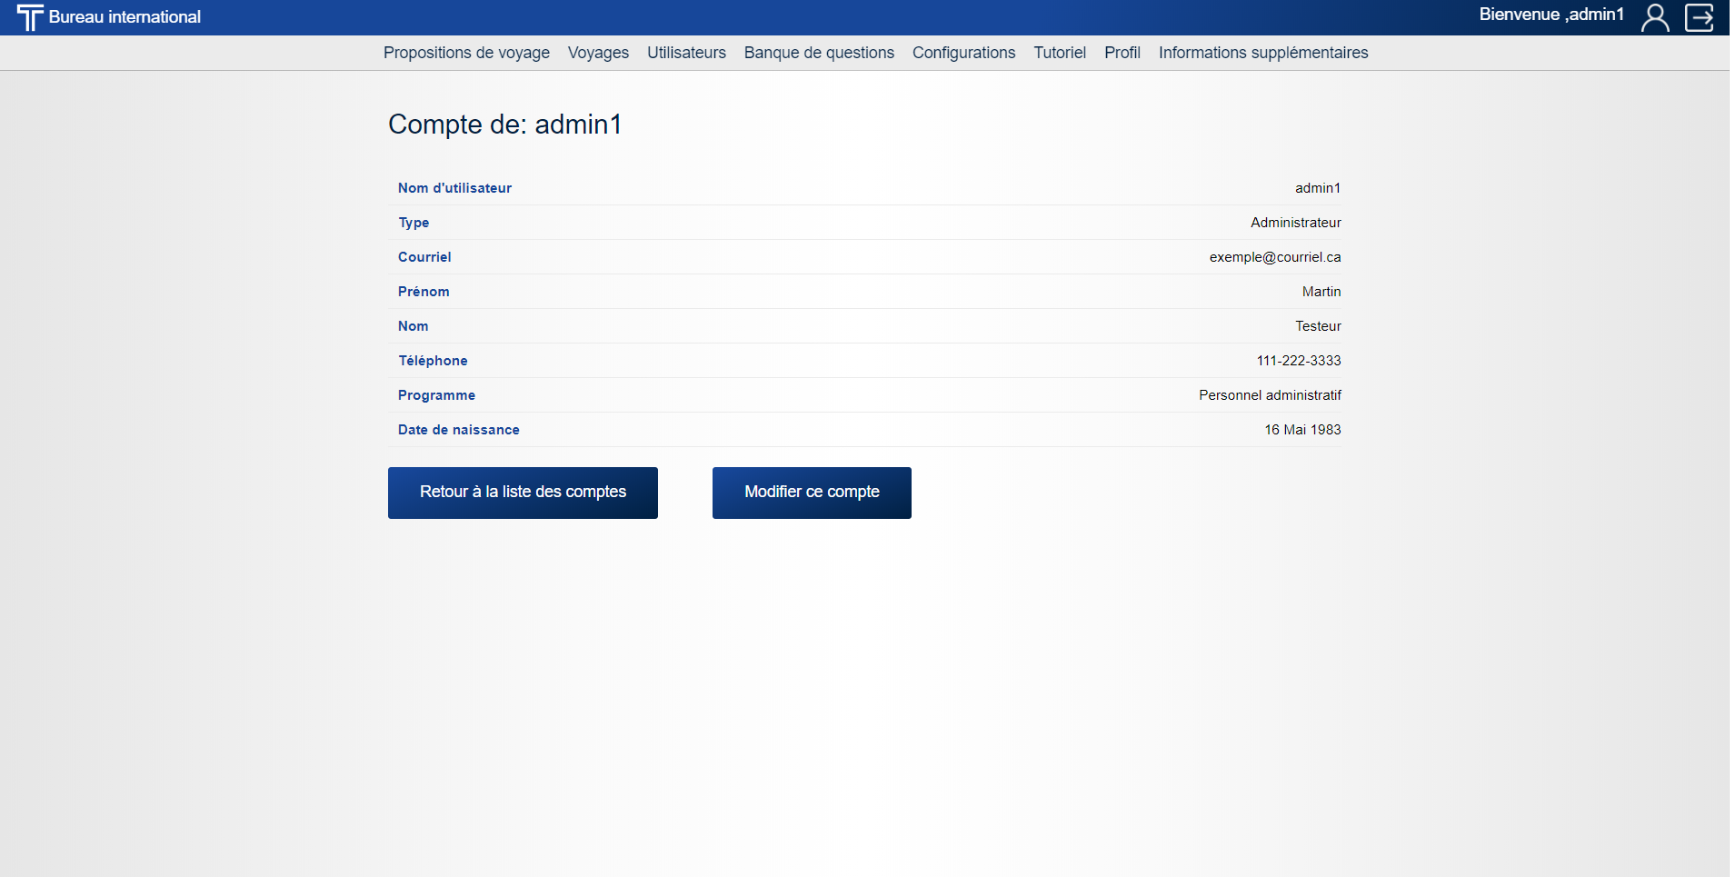 Bureau international
Bienvenue ,admin1
Propositions de voyage Voyages Utilisateurs Banque de questions Configurations Tutoriel Profil Informations supplémentaires
Compte de: admin1
Nom d'utilisateur admin1
Type Administrateur
Courriel exemple@courriel.ca
Prénom Martin
Nom Testeur
Téléphone 111-222-3333
Programme Personnel administratif
Date de naissance 16 Mai 1983
Retour à la liste des comptes Modifier ce compte